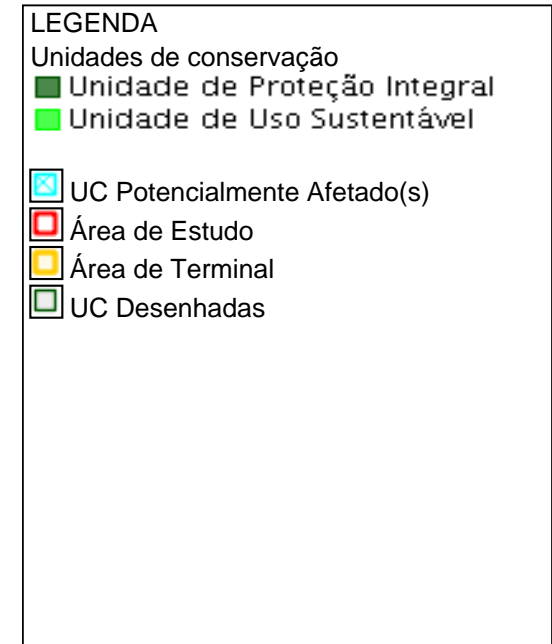 LEGENDA
Unidades de conservação
Unidade de Proteção Integral
Unidade de Uso Sustentável
UC Potencialmente Afetado(s)
Área de Estudo
Área de Terminal
UC Desenhadas